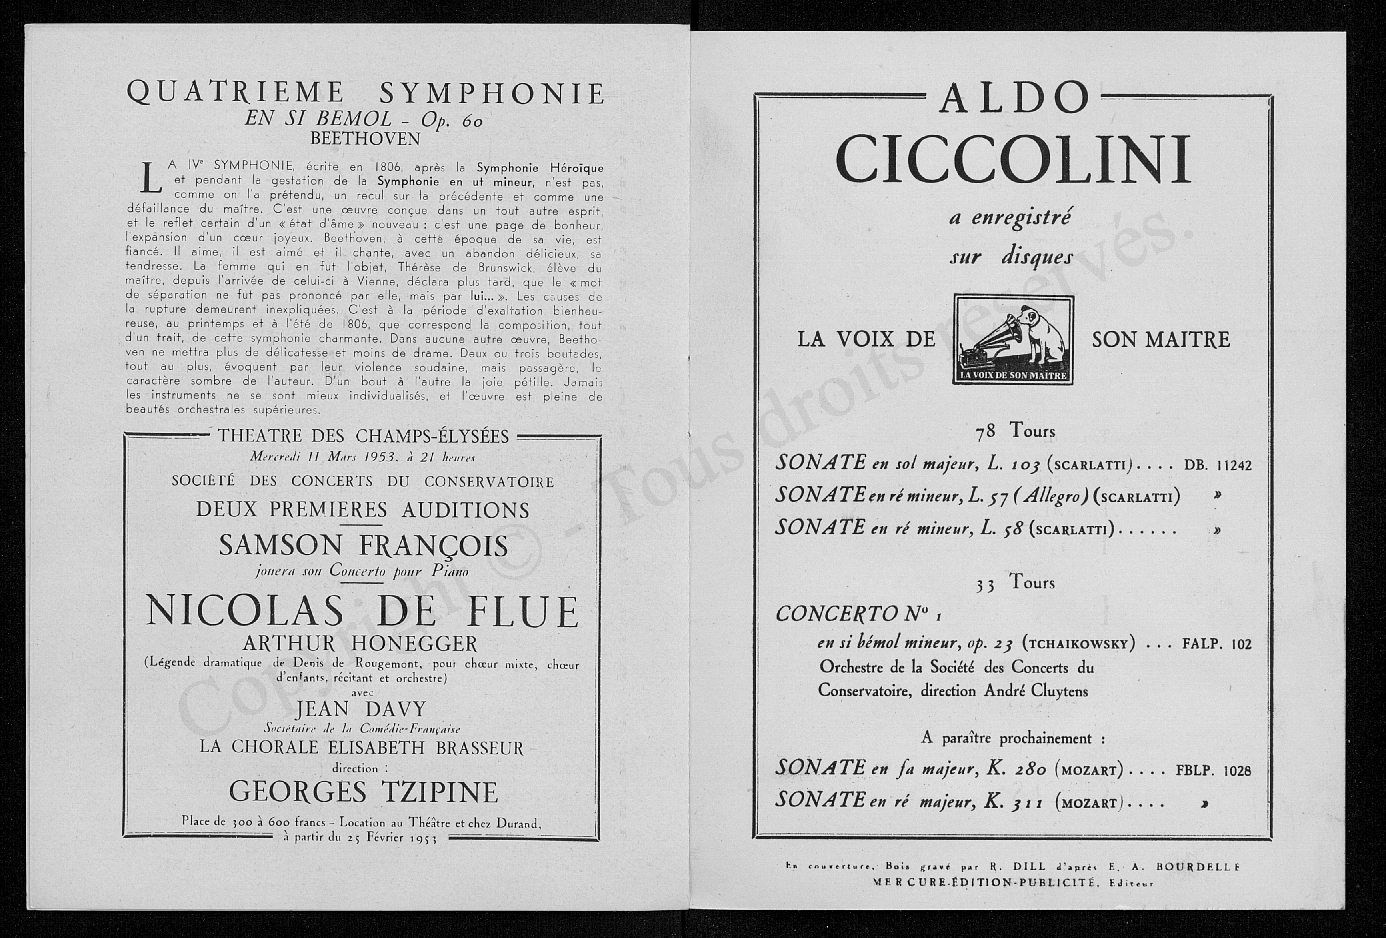 QUATRIEME SYMPHONIE
EN SI BEMOL - Op. 60
BEETHOVEN
LA IVe SYMPHONIE, écrite en 1806, après la Symphonie Héroïque
et pendant la gestation de la Symphonie en ut mineur, n'est pas,
comme on l'a prétendu, un recul sur la précédente et comme une
défaillance du maître. C'est une œuvre conçue dans un tout autre esprit,
et le reflet certain d'un « état d'âme » nouveau : c'est une page de bonheur,
l'expansion d'un cœur joyeux. Beethoven, à cette époque de sa vie, est
fiancé. Il aime, il est aimé et il chante, avec un abandon délicieux, sa
tendresse. La femme qui en fut l'objet, Thérèse de Brunswick, élève du
maître, depuis l'arrivée de celui-ci à Vienne, déclara plus tard, que le « mot
de séparation ne fut pas prononcé par elle, mais par lui... ». Les causes de
la rupture demeurent inexpliquées. C'est à la période d'exaltation bienheu-
reuse, au printemps et à l'été de 1806, que correspond la composition, tout
d'un trait, de cette symphonie charmante. Dans aucune autre œuvre, Beetho-
ven ne mettra plus de délicatesse et moins de drame. Deux ou trois boutades,
tout au plus, évoquent par leur violence soudaine, mais passagère, le
caractère sombre de l'auteur. D'un bout à l'autre la joie pétille. Jamais
les instruments ne se sont mieux individualisés, et l'œuvre est pleine de
beautés orchestrales supérieures.
THEATRE DES CHAMPS-ÉLYSÉES
Mercredi 11 Mars 1953, à 21 heures
SOCIÉTÉ DES CONCERTS DU CONSERVATOIRE
DEUX PREMIERES AUDITIONS
SAMSON FRANÇOIS
jouera son Concerto pour Piano
NICOLAS DE FLUE
ARTHUR HONEGGER
(Légende dramatique de Denis de Rougemont, pour chœur mixte, chœur
d'enfants, récitant et orchestre)
avec
JEAN DAVY
Sociétaire de la Comédie-Française
LA CHORALE ELISABETH BRASSEUR
direction :
GEORGES TZIPINE
Place de 300 à 600 francs - Location au Théâtre et chez Durand,
à partir du 25 Février 1953
ALDO
CICCOLINI
a enregistré
sur disques
LA VOIX DE SON MAITRE
LA VOIX DE SON MAÎTRE
78 Tours
SONATE en sol majeur, L. 103 (SCARLATTI) .... DB. 11242
SONATE en ré mineur, L. 57 (Allegro) (SCARLATTI) »
SONATE en ré mineur, L. 58 (SCARLATTI) ...... »
33 Tours
CONCERTO No 1
en si bémol mineur, op. 23 (TCHAIKOWSKY) ... FALP. 102
Orchestre de la Société des Concerts du
Conservatoire, direction André Cluytens
A paraître prochainement :
SONATE en fa majeur, K. 280 (MOZART) .... FBLP. 1028
SONATE en ré majeur, K. 311 (MOZART) .... »
En couverture, Bois gravé par R. DILL d'après E. A. BOURDELLE
MERCURE-ÉDITION-PUBLICITÉ, Editeur
Copyright © - Tous droits réservés.